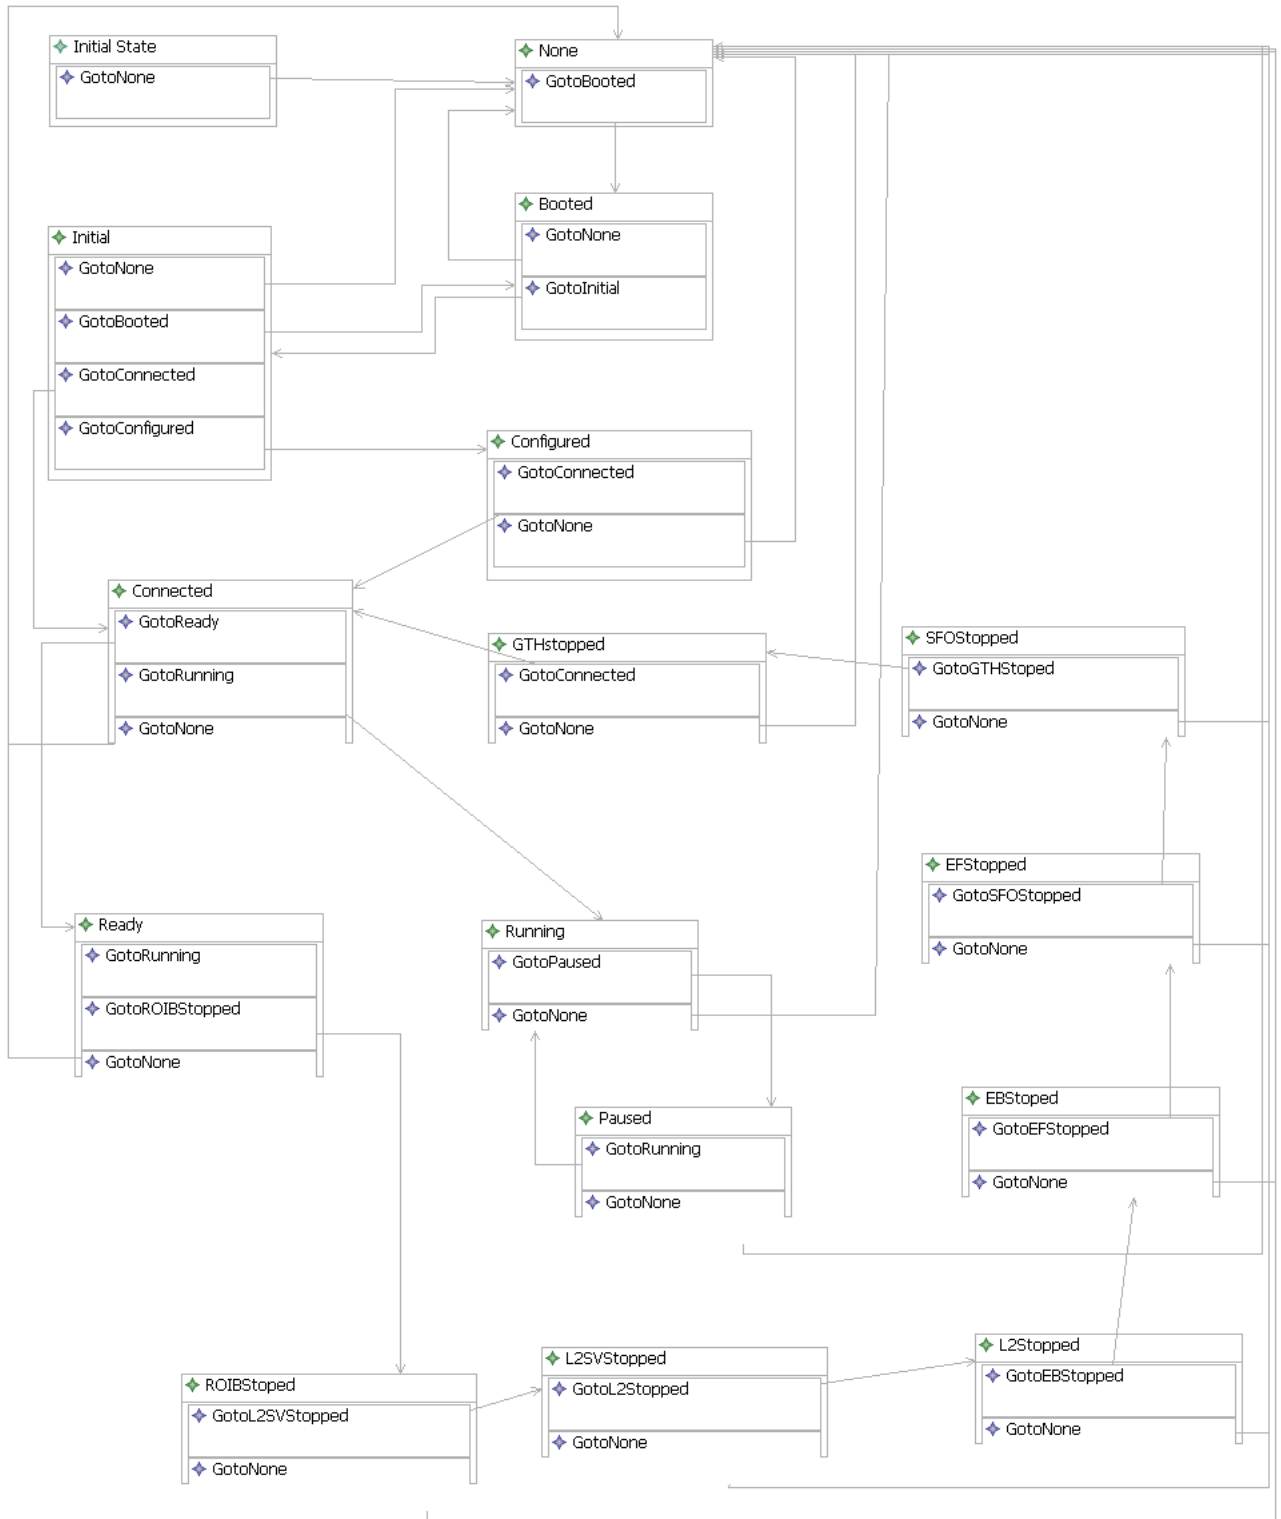 Initial State
GotoNone
None
GotoBooted
Booted
GotoNone
GotoInitial
Initial
GotoNone
GotoBooted
GotoConnected
GotoConfigured
Configured
GotoConnected
GotoNone
Connected
GotoReady
GotoRunning
GotoNone
GTHstopped
GotoConnected
GotoNone
SFOStopped
GotoGTHStoped
GotoNone
EFStopped
GotoSFOStopped
GotoNone
Ready
GotoRunning
GotoROIBStopped
GotoNone
Running
GotoPaused
GotoNone
Paused
GotoRunning
GotoNone
EBStoped
GotoEFStopped
GotoNone
ROIBStoped
GotoL2SVStopped
GotoNone
L2SVStopped
GotoL2Stopped
GotoNone
L2Stopped
GotoEBStopped
GotoNone